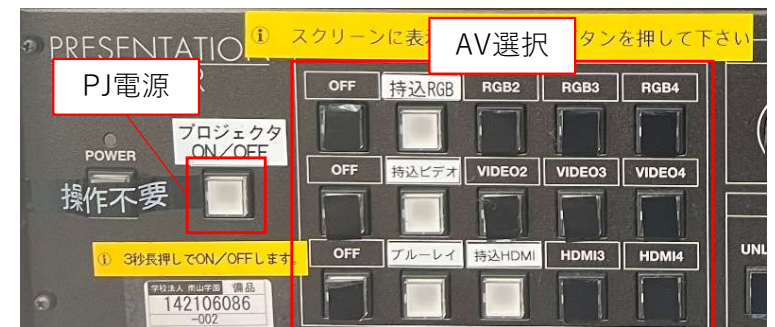 PRESENTATIO
R
ⓘ スクリーンに表
タンを押して下さい
AV選択
PJ電源
プロジェクタ
ON／OFF
POWER
操作不要
ⓘ 3秒長押しでON／OFFします。
学校法人 南山学園 備品
142106086
-002
OFF 持込RGB RGB2 RGB3 RGB4
OFF 持込ビデオ VIDEO2 VIDEO3 VIDEO4
OFF ブルーレイ 持込HDMI HDMI3 HDMI4
UNL